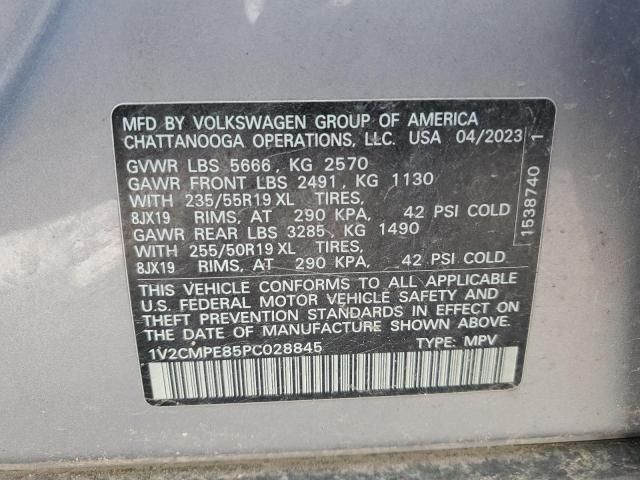 MFD BY VOLKSWAGEN GROUP OF AMERICA
CHATTANOOGA OPERATIONS, LLC. USA 04/2023
GVWR LBS 5666, KG 2570
GAWR FRONT LBS 2491, KG 1130
WITH 235/55R19 XL TIRES,
8JX19 RIMS, AT 290 KPA, 42 PSI COLD
GAWR REAR LBS 3285, KG 1490
WITH 255/50R19 XL TIRES,
8JX19 RIMS, AT 290 KPA, 42 PSI COLD
THIS VEHICLE CONFORMS TO ALL APPLICABLE
U.S. FEDERAL MOTOR VEHICLE SAFETY AND
THEFT PREVENTION STANDARDS IN EFFECT ON
THE DATE OF MANUFACTURE SHOWN ABOVE.
1V2CMPE85PC028845 TYPE: MPV
1538740 1